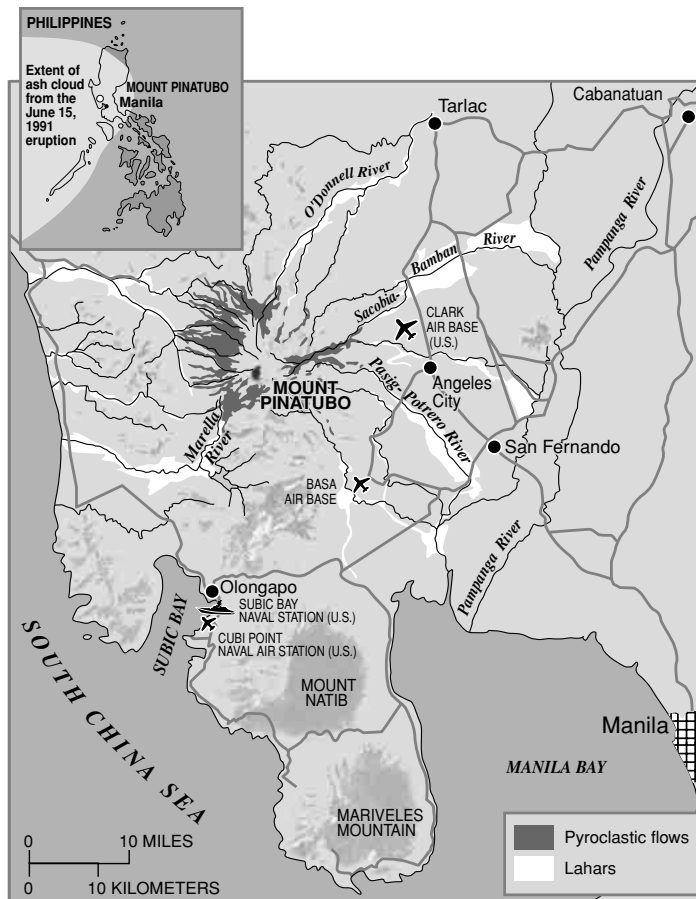 PHILIPPINES
Extent of
ash cloud
from the
June 15,
1991
eruption
MOUNT PINATUBO
Manila
Tarlac
Cabanatuan
O'Donnell River
Pampanga River
Sacobia-
Bamban
River
CLARK
AIR BASE
(U.S.)
MOUNT
PINATUBO
Angeles
City
Pasig-Potrero River
Marella
River
San Fernando
BASA
AIR BASE
Pampanga River
Olongapo
SUBIC BAY
NAVAL STATION (U.S.)
SUBIC BAY
CUBI POINT
NAVAL AIR STATION (U.S.)
MOUNT
NATIB
SOUTH CHINA SEA
Manila
MANILA BAY
MARIVELES
MOUNTAIN
0 10 MILES
0 10 KILOMETERS
Pyroclastic flows
Lahars